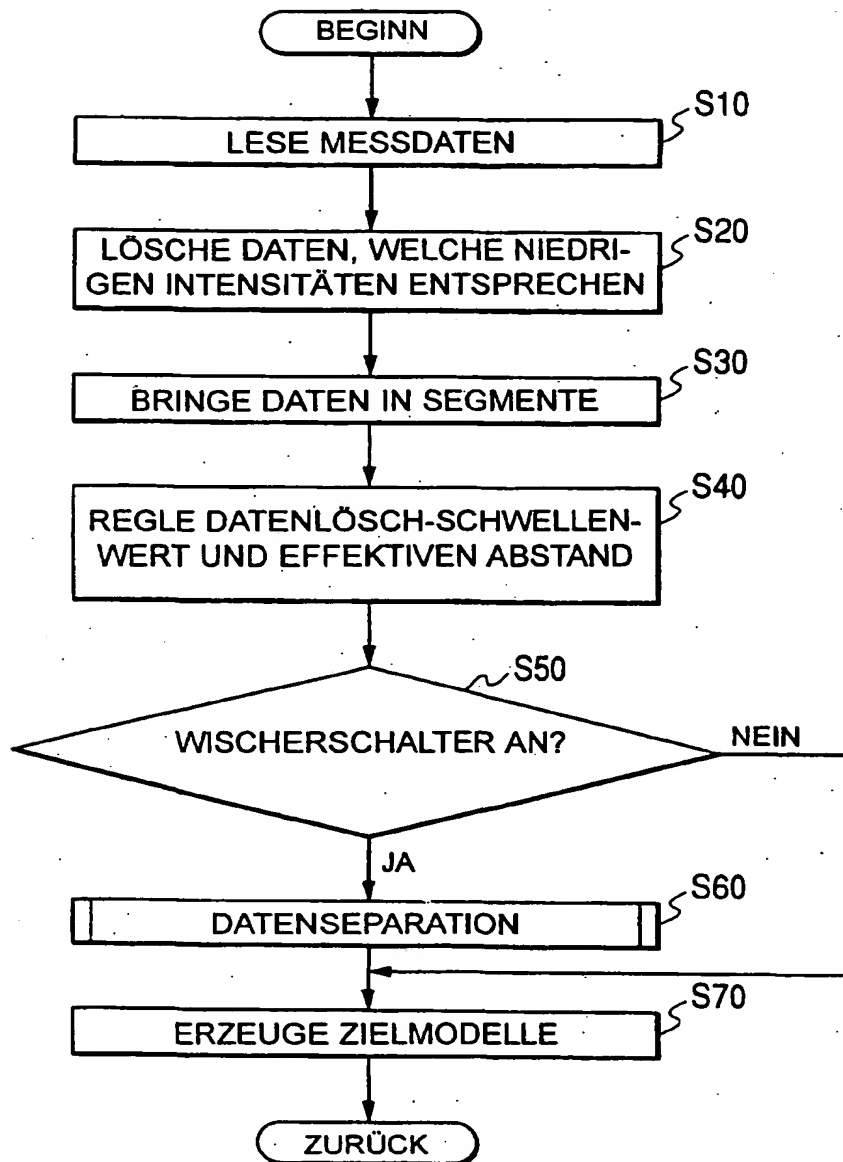 BEGINN
S10
LESE MESSDATEN
S20
LÖSCHE DATEN, WELCHE NIEDRI-
GEN INTENSITÄTEN ENTSPRECHEN
S30
BRINGE DATEN IN SEGMENTE
S40
REGLE DATENLÖSCH-SCHWELLEN-
WERT UND EFFEKTIVEN ABSTAND
S50
WISCHERSCHALTER AN?
NEIN
JA
S60
DATENSEPARATION
S70
ERZEUGE ZIELMODELLE
ZURÜCK